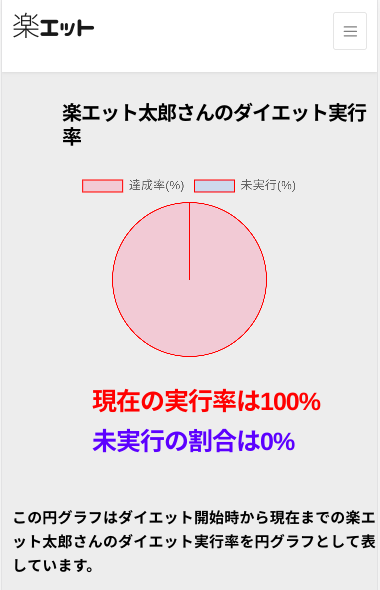 楽エット
楽エット太郎さんのダイエット実行
率
達成率(%) 未実行(%)
現在の実行率は100%
未実行の割合は0%
この円グラフはダイエット開始時から現在までの楽エ
ット太郎さんのダイエット実行率を円グラフとして表
しています。